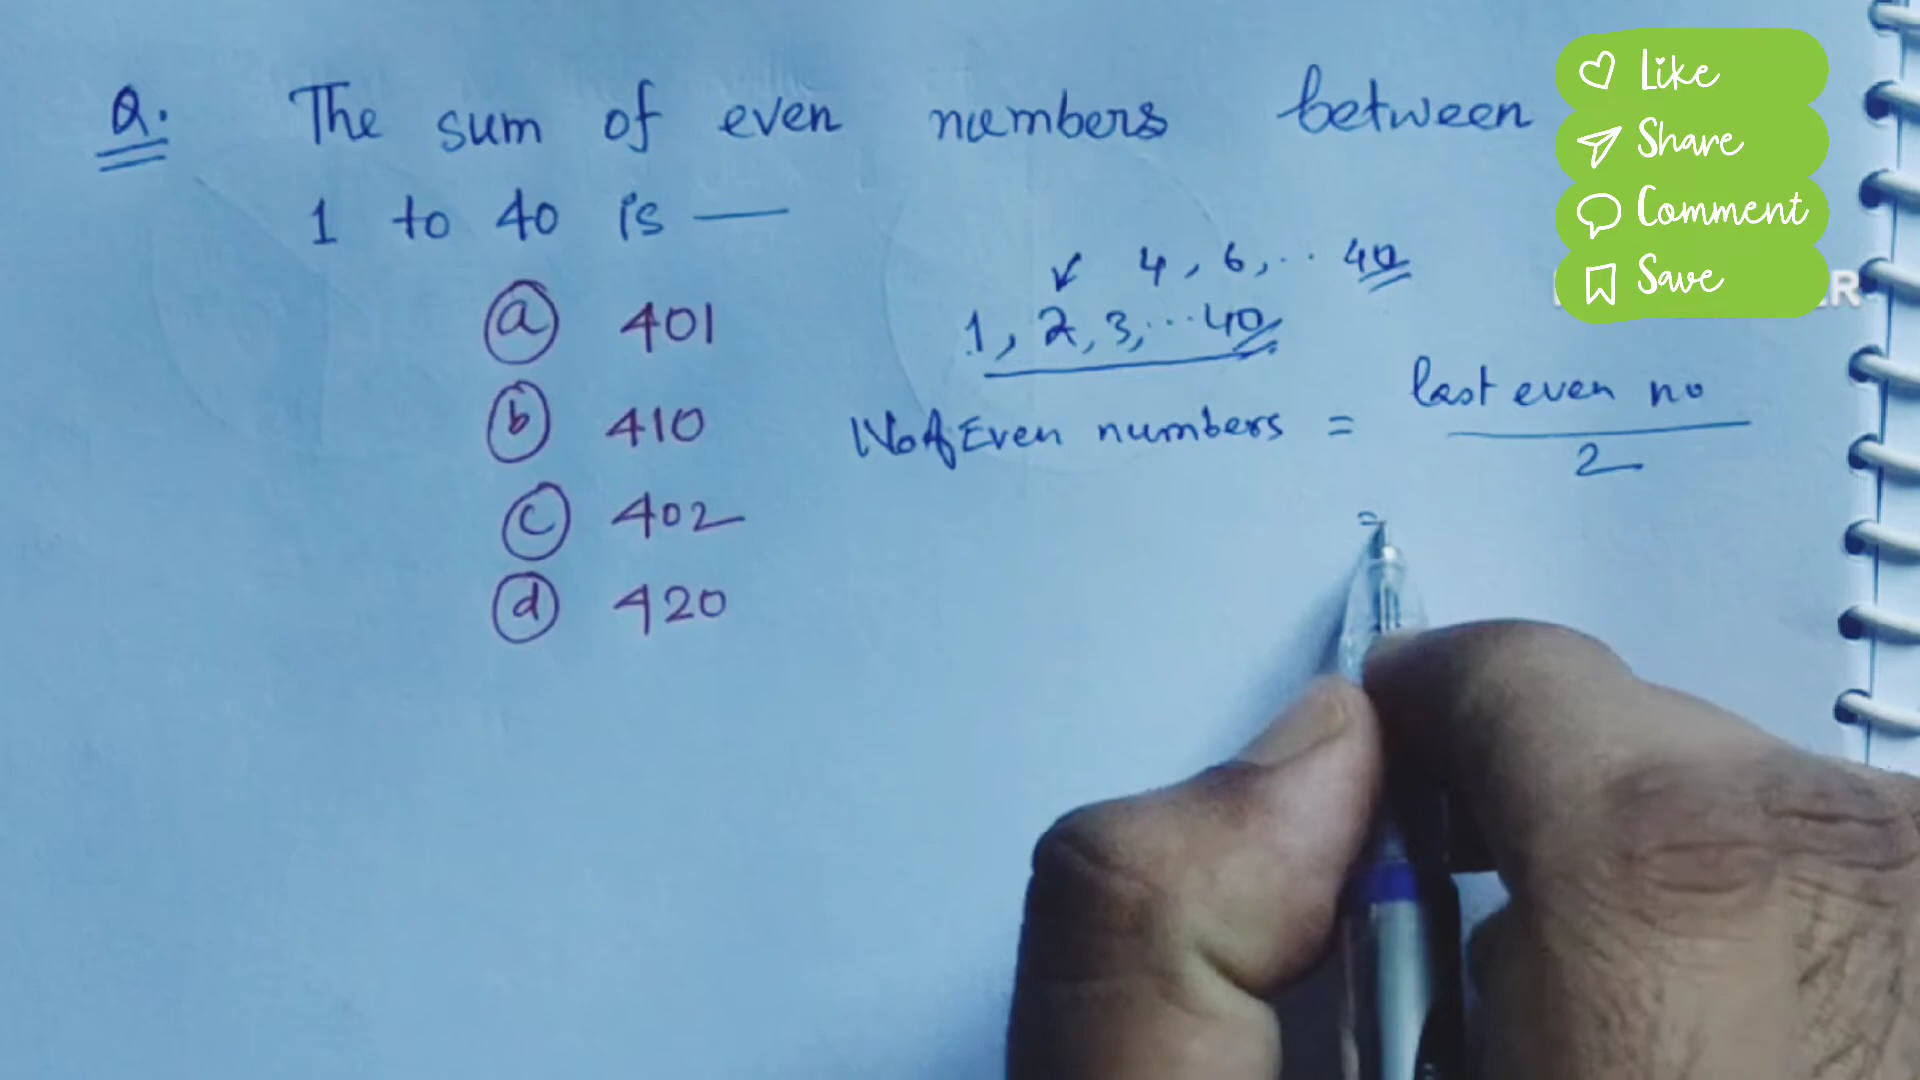 Q. The sum of even numbers between
1 to 40 is —
(a) 401
(b) 410
(c) 402
(d) 420
4, 6, .. 40
1, 2, 3, ... 40
No of Even numbers = last even no
2
=
Like
Share
Comment
Save